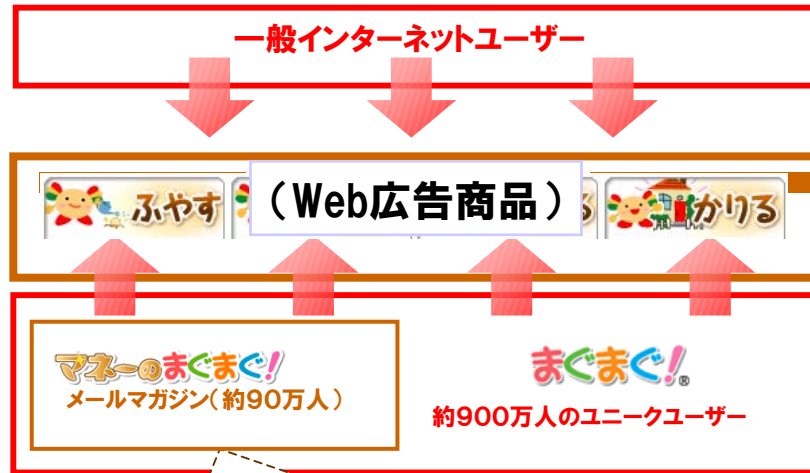 一般インターネットユーザー
ふやす
（Web広告商品）
る
かりる
マネーのまぐまぐ!
メールマガジン（約90万人）
まぐまぐ!®
約900万人のユニークユーザー